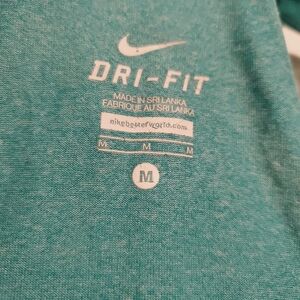 DRI-FIT
MADE IN SRI LANKA
FABRIQUE AU SRI LANKA
nikebetterworld.com
M M M
M